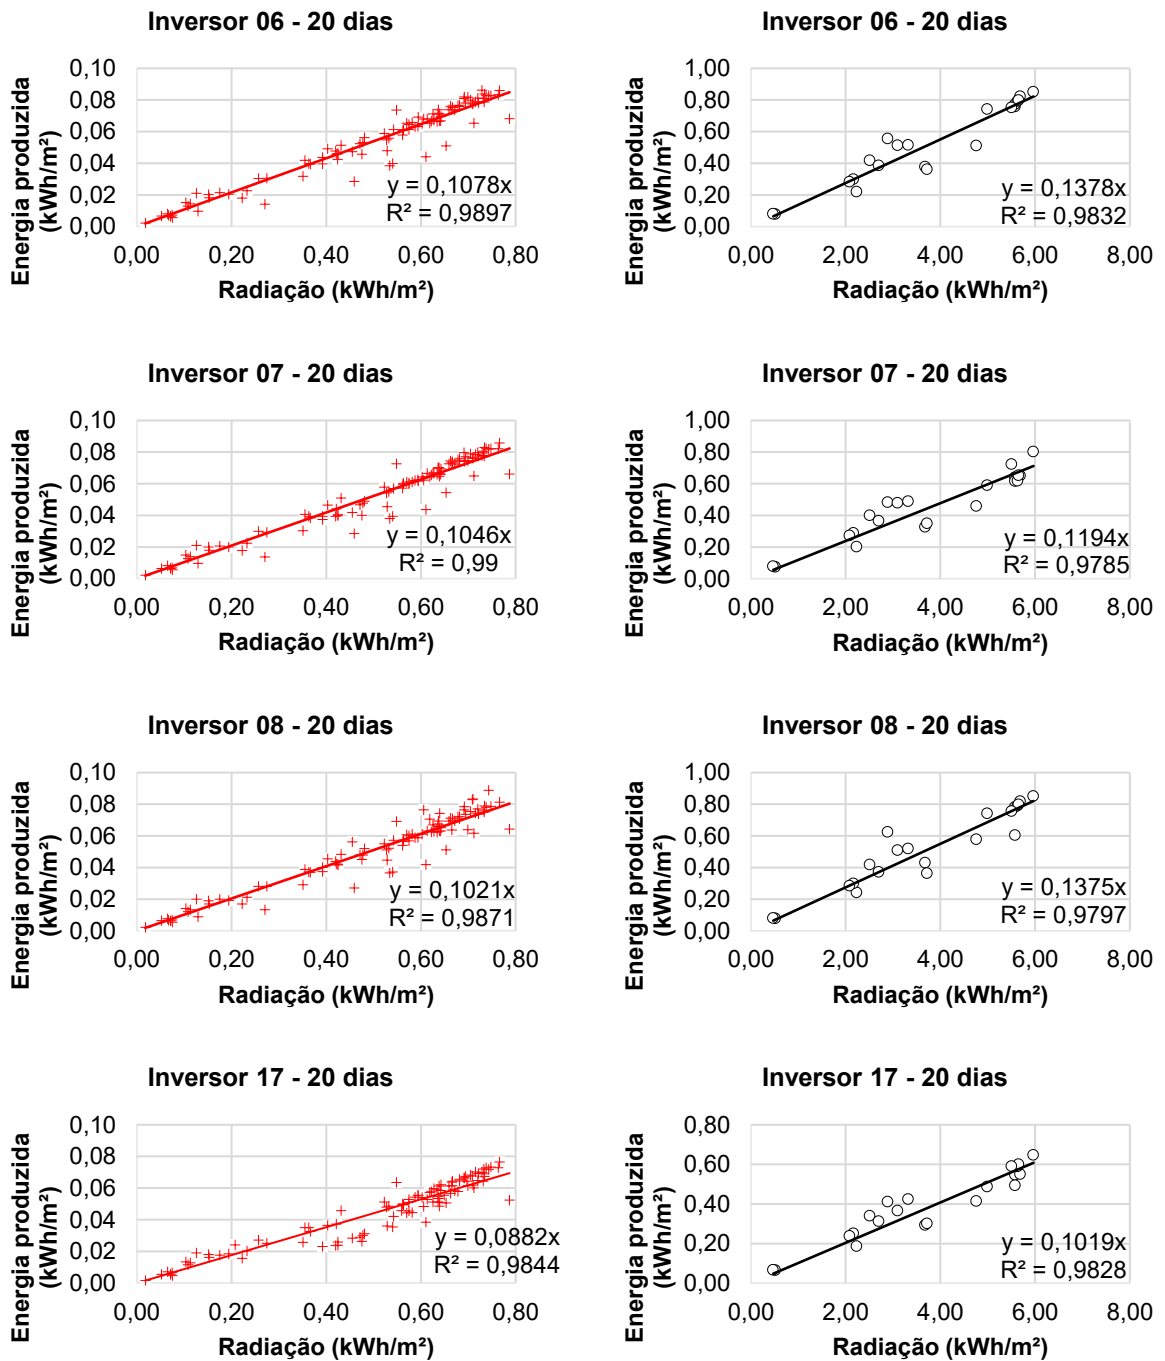 Inversor 06 - 20 dias
Energia produzida
(kWh/m²)
0,10
0,08
0,06
0,04
0,02
0,00
y = 0,1078x
R² = 0,9897
0,00 0,20 0,40 0,60 0,80
Radiação (kWh/m²)
Inversor 06 - 20 dias
Energia produzida
(kWh/m²)
1,00
0,80
0,60
0,40
0,20
0,00
y = 0,1378x
R² = 0,9832
0,00 2,00 4,00 6,00 8,00
Radiação (kWh/m²)
Inversor 07 - 20 dias
Energia produzida
(kWh/m²)
0,10
0,08
0,06
0,04
0,02
0,00
y = 0,1046x
R² = 0,99
0,00 0,20 0,40 0,60 0,80
Radiação (kWh/m²)
Inversor 07 - 20 dias
Energia produzida
(kWh/m²)
1,00
0,80
0,60
0,40
0,20
0,00
y = 0,1194x
R² = 0,9785
0,00 2,00 4,00 6,00 8,00
Radiação (kWh/m²)
Inversor 08 - 20 dias
Energia produzida
(kWh/m²)
0,10
0,08
0,06
0,04
0,02
0,00
y = 0,1021x
R² = 0,9871
0,00 0,20 0,40 0,60 0,80
Radiação (kWh/m²)
Inversor 08 - 20 dias
Energia produzida
(kWh/m²)
1,00
0,80
0,60
0,40
0,20
0,00
y = 0,1375x
R² = 0,9797
0,00 2,00 4,00 6,00 8,00
Radiação (kWh/m²)
Inversor 17 - 20 dias
Energia produzida
(kWh/m²)
0,10
0,08
0,06
0,04
0,02
0,00
y = 0,0882x
R² = 0,9844
0,00 0,20 0,40 0,60 0,80
Radiação (kWh/m²)
Inversor 17 - 20 dias
Energia produzida
(kWh/m²)
0,80
0,60
0,40
0,20
0,00
y = 0,1019x
R² = 0,9828
0,00 2,00 4,00 6,00 8,00
Radiação (kWh/m²)